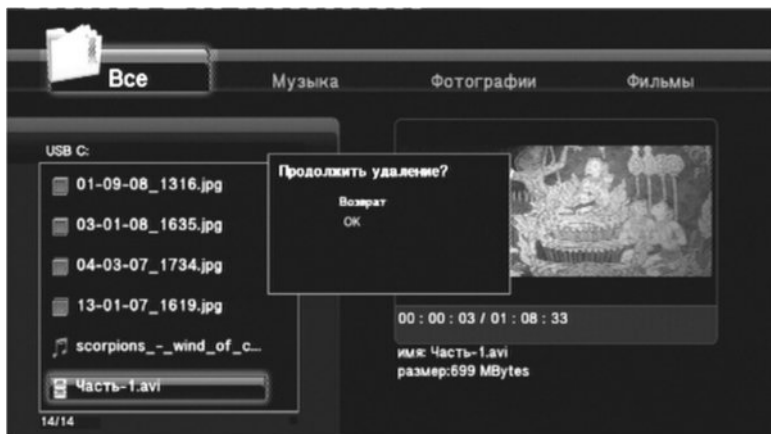 Все
Музыка
Фотографии
Фильмы
USB C:
01-09-08_1316.jpg
03-01-08_1635.jpg
04-03-07_1734.jpg
13-01-07_1619.jpg
scorpions_-_wind_of_c...
Часть-1.avi
14/14
Продолжить удаление?
Возврат
OK
00 : 00 : 03 / 01 : 08 : 33
имя: Часть-1.avi
размер:699 MBytes